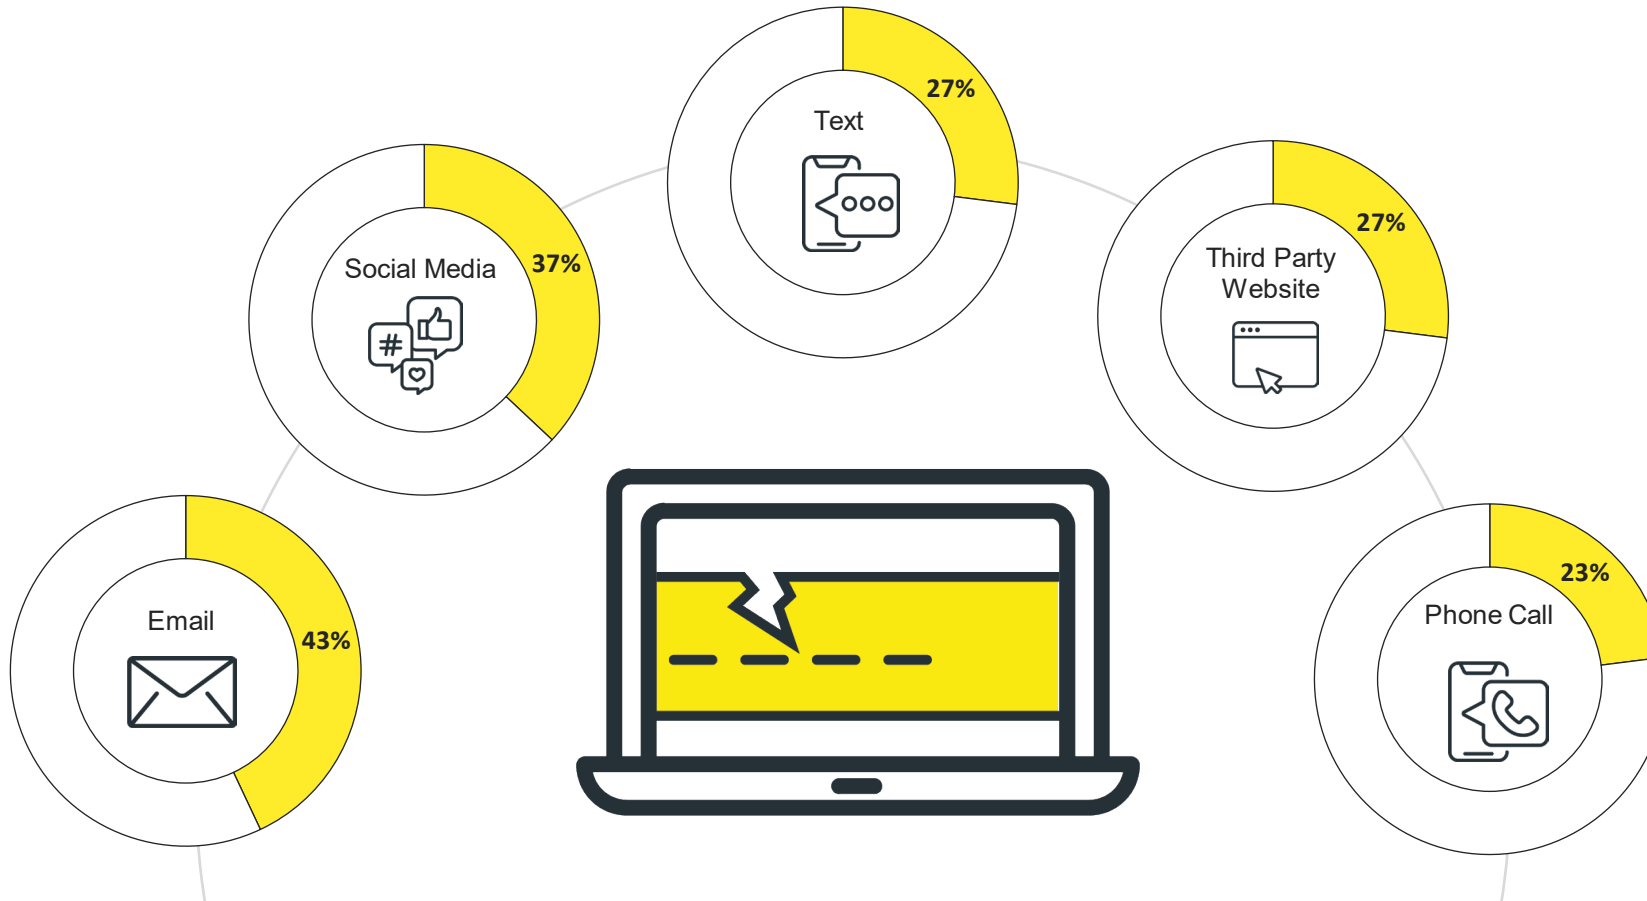 Text
27%
Third Party
Website
27%
Social Media
37%
#
Email
43%
Phone Call
23%